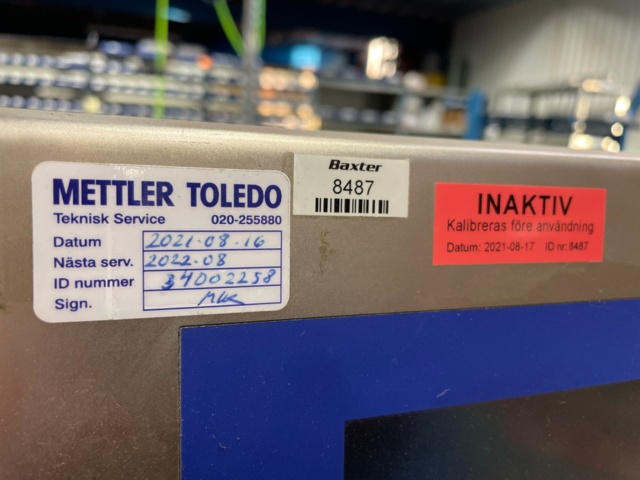 METTLER TOLEDO
Teknisk Service 020-255880
Datum 2021-08-16
Nästa serv. 2022-08
ID nummer 34002258
Sign.
Baxter
8487
INAKTIV
Kalibreras före användning
Datum: 2021-08-17 ID nr: 8487